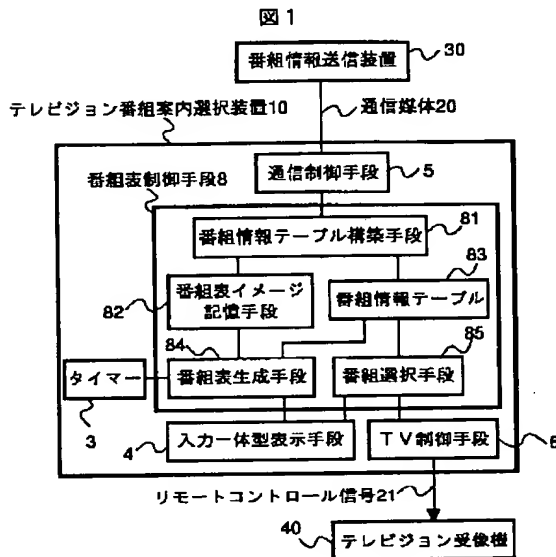 図1
番組情報送信装置
30
テレビジョン番組案内選択装置10
通信媒体20
番組表制御手段8
通信制御手段
5
81
番組情報テーブル構築手段
83
番組表イメージ
記憶手段
82
番組情報テーブル
84
85
タイマー
番組表生成手段
番組選択手段
3
4
入力一体型表示手段
TV制御手段
6
リモートコントロール信号21
40
テレビジョン受像機